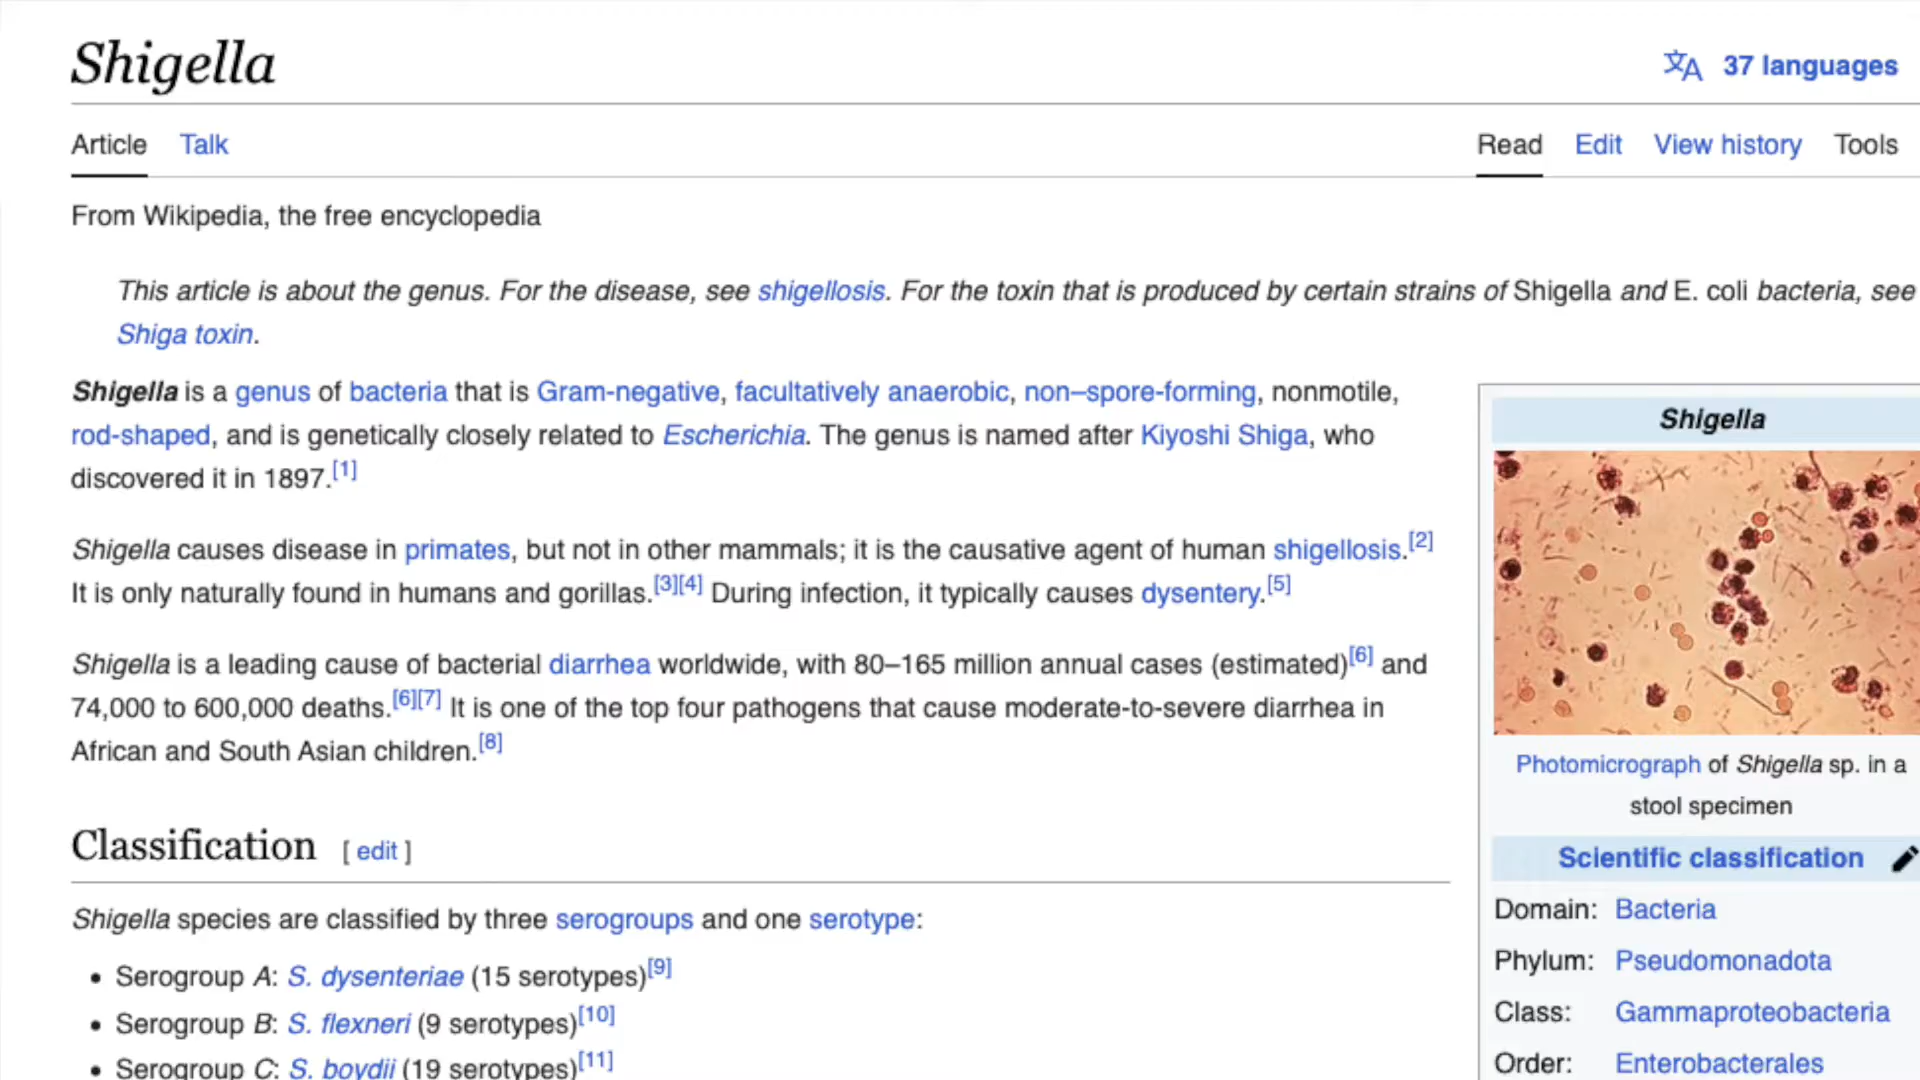 Shigella
37 languages
Article Talk
Read Edit View history Tools
From Wikipedia, the free encyclopedia
This article is about the genus. For the disease, see shigellosis. For the toxin that is produced by certain strains of Shigella and E. coli bacteria, see
Shiga toxin.
Shigella is a genus of bacteria that is Gram-negative, facultatively anaerobic, non–spore-forming, nonmotile,
rod-shaped, and is genetically closely related to Escherichia. The genus is named after Kiyoshi Shiga, who
discovered it in 1897.[1]
Shigella causes disease in primates, but not in other mammals; it is the causative agent of human shigellosis.[2]
It is only naturally found in humans and gorillas.[3][4] During infection, it typically causes dysentery.[5]
Shigella is a leading cause of bacterial diarrhea worldwide, with 80–165 million annual cases (estimated)[6] and
74,000 to 600,000 deaths.[6][7] It is one of the top four pathogens that cause moderate-to-severe diarrhea in
African and South Asian children.[8]
Classification [ edit ]
Shigella species are classified by three serogroups and one serotype:
• Serogroup A: S. dysenteriae (15 serotypes)[9]
• Serogroup B: S. flexneri (9 serotypes)[10]
• Serogroup C: S. boydii (19 serotypes)[11]
Shigella
Photomicrograph of Shigella sp. in a
stool specimen
Scientific classification
Domain: Bacteria
Phylum: Pseudomonadota
Class: Gammaproteobacteria
Order: Enterobacterales